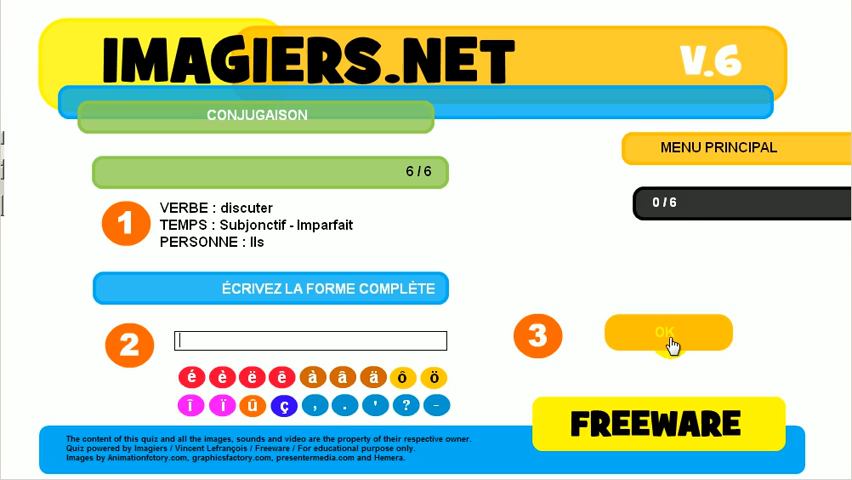 IMAGIERS.NET
V.6
CONJUGAISON
MENU PRINCIPAL
6 / 6
0 / 6
1
VERBE : discuter
TEMPS : Subjonctif - Imparfait
PERSONNE : Ils
ÉCRIVEZ LA FORME COMPLÈTE
2
3
OK
é è ë ê à â ä ô ö
î ï û ç , . ' ? -
FREEWARE
The content of this quiz and all the images, sounds and video are the property of their respective owner.
Quiz powered by Imagiers / Vincent Lefrançois / Freeware / For educational purpose only.
Images by Animationfctory.com, graphicsfactory.com, presentermedia.com and Hemera.